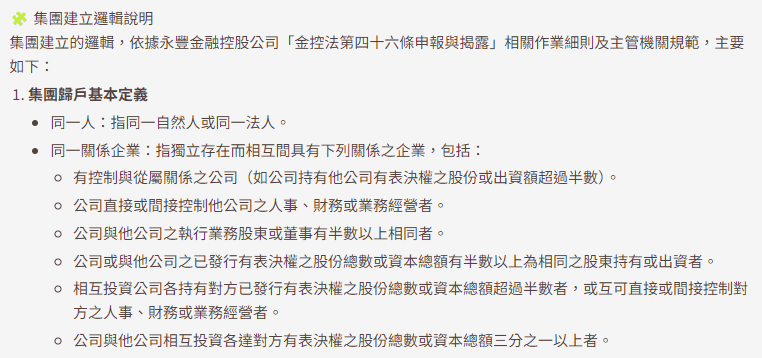 集團建立邏輯說明
集團建立的邏輯，依據永豐金融控股公司「金控法第四十六條申報與揭露」相關作業細則及主管機關規範，主要
如下：
1. 集團歸戶基本定義
• 同一人：指同一自然人或同一法人。
• 同一關係企業：指獨立存在而相互間具有下列關係之企業，包括：
◦ 有控制與從屬關係之公司（如公司持有他公司有表決權之股份或出資額超過半數）。
◦ 公司直接或間接控制他公司之人事、財務或業務經營者。
◦ 公司與他公司之執行業務股東或董事有半數以上相同者。
◦ 公司或與他公司之已發行有表決權之股份總數或資本總額有半數以上為相同之股東持有或出資者。
◦ 相互投資公司各持有對方已發行有表決權之股份總數或資本總額超過半數者，或互可直接或間接控制對
方之人事、財務或業務經營者。
◦ 公司與他公司相互投資各達對方有表決權之股份總數或資本總額三分之一以上者。